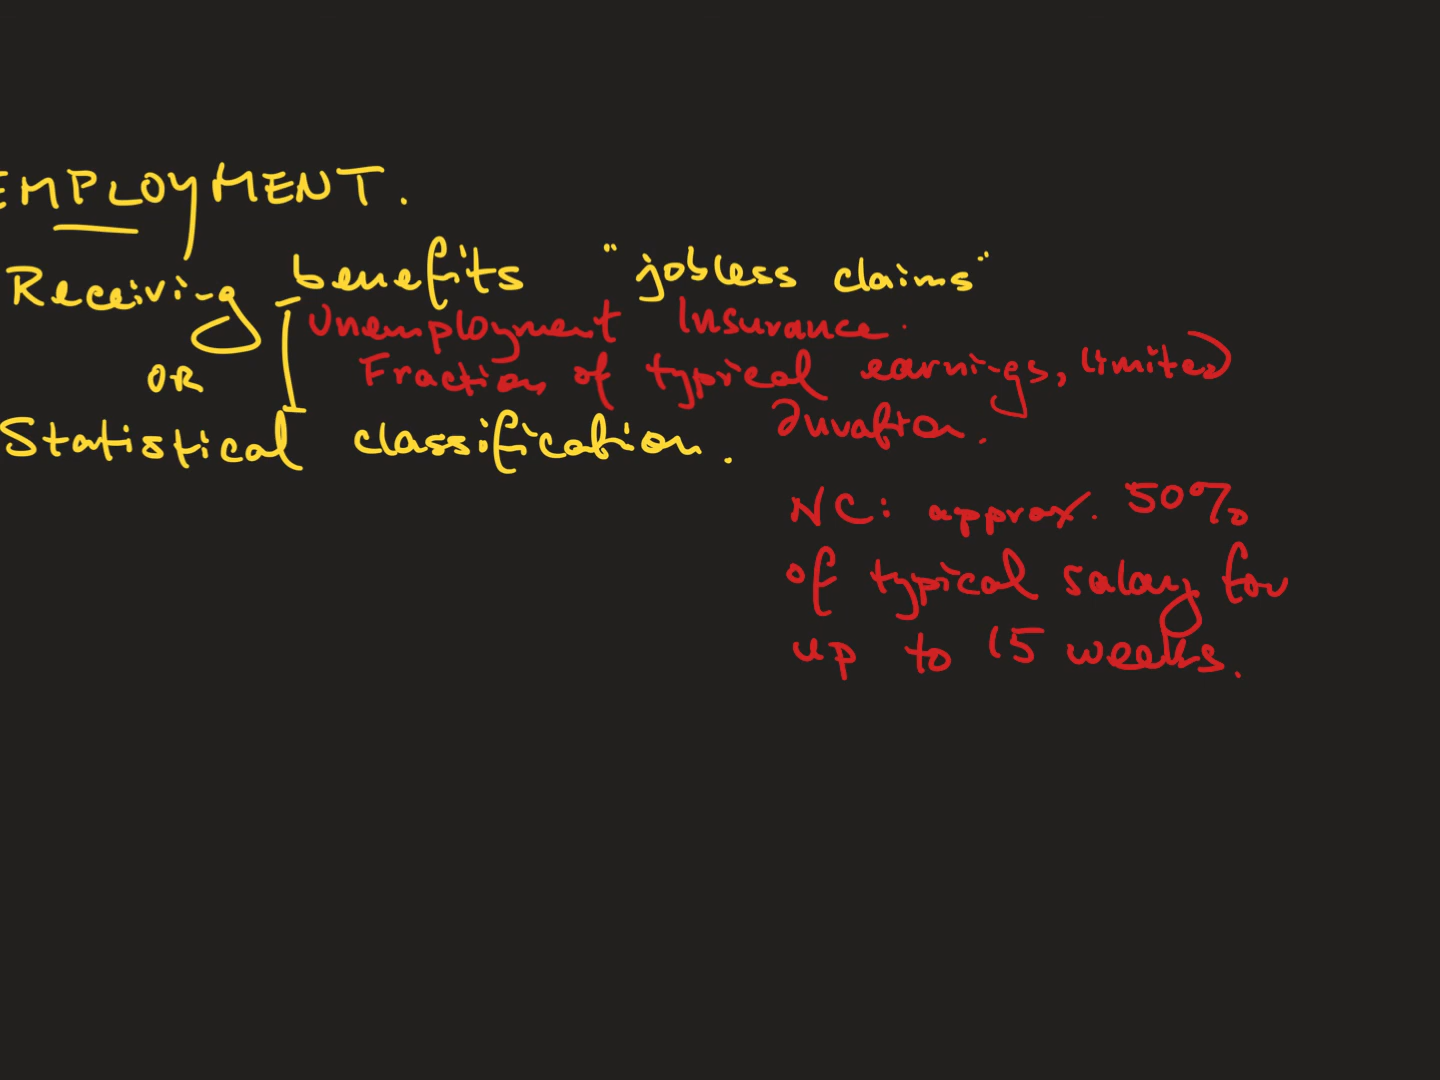 EMPLOYMENT.
Receiving benefits "jobless claims"
Unemployment Insurance.
OR
Fraction of typical earnings, limited
duration.
Statistical classification.
NC: approx. 50%
of typical salary for
up to 15 weeks.